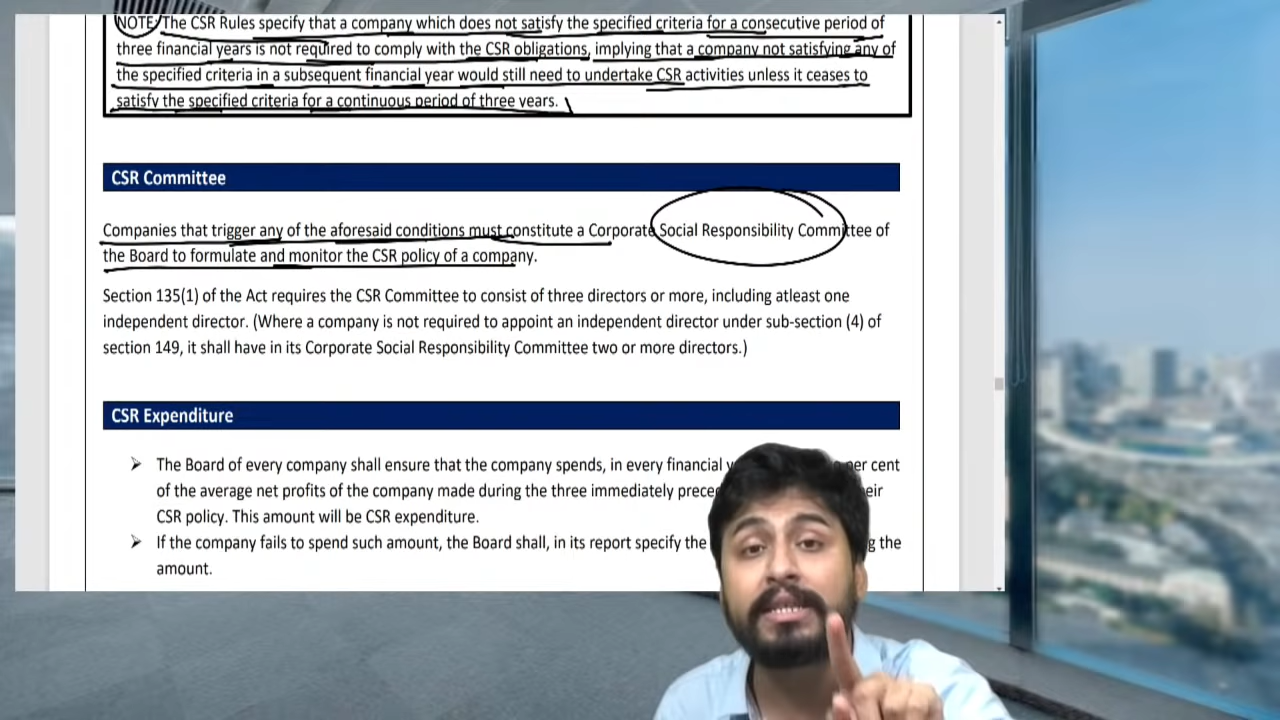 NOTE: The CSR Rules specify that a company which does not satisfy the specified criteria for a consecutive period of
three financial years is not required to comply with the CSR obligations, implying that a company not satisfying any of
the specified criteria in a subsequent financial year would still need to undertake CSR activities unless it ceases to
satisfy the specified criteria for a continuous period of three years.
CSR Committee
Companies that trigger any of the aforesaid conditions must constitute a Corporate Social Responsibility Committee of
the Board to formulate and monitor the CSR policy of a company.
Section 135(1) of the Act requires the CSR Committee to consist of three directors or more, including atleast one
independent director. (Where a company is not required to appoint an independent director under sub-section (4) of
section 149, it shall have in its Corporate Social Responsibility Committee two or more directors.)
CSR Expenditure
➢ The Board of every company shall ensure that the company spends, in every financial per cent
of the average net profits of the company made during the three immediately
CSR policy. This amount will be CSR expenditure.
➢ If the company fails to spend such amount, the Board shall, in its report specify the the
amount.